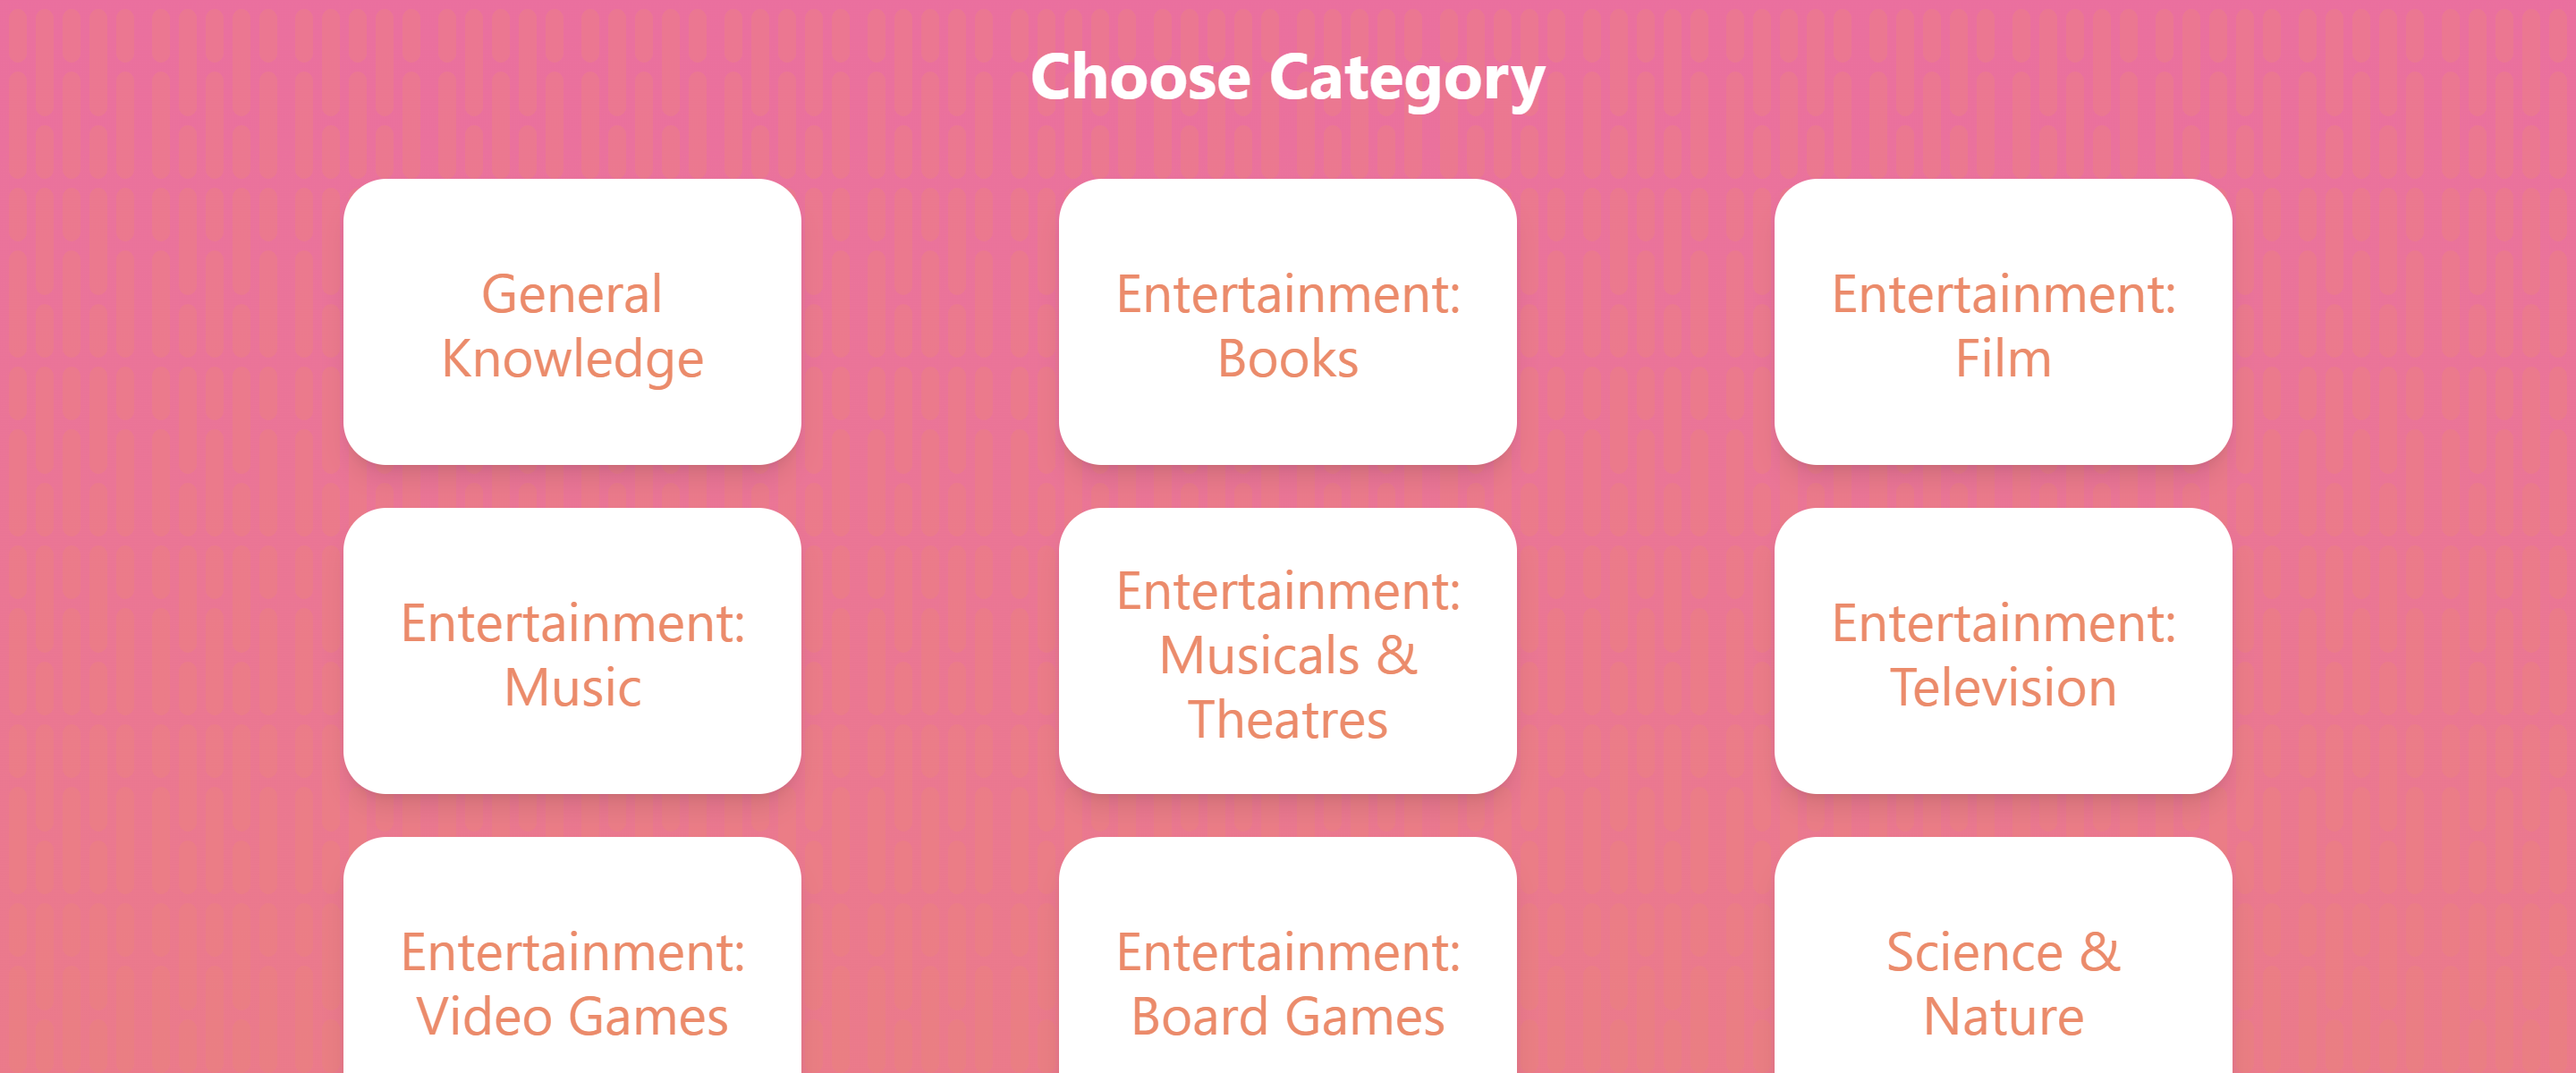 Choose Category
General
Knowledge
Entertainment:
Books
Entertainment:
Film
Entertainment:
Music
Entertainment:
Musicals &
Theatres
Entertainment:
Television
Entertainment:
Video Games
Entertainment:
Board Games
Science &
Nature